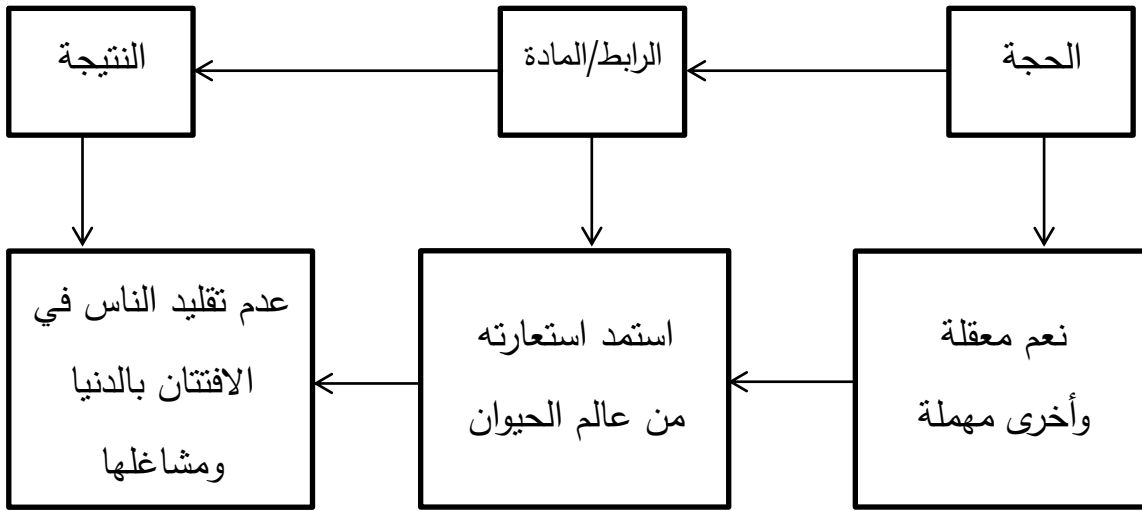 الحجة
الرابط/المادة
النتيجة
نعم معقلة
وأخرى مهملة
استمد استعارته
من عالم الحيوان
عدم تقليد الناس في
الافتتان بالدنيا
ومشاغلها